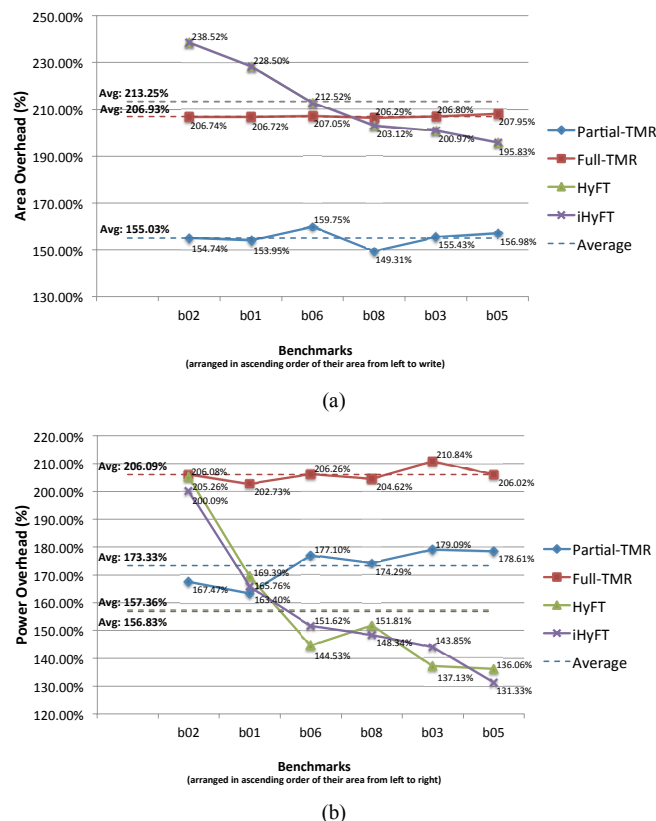 250.00%
230.00%
210.00%
190.00%
170.00%
150.00%
130.00%
Area Overhead (%)
238.52%
228.50%
212.52%
203.12%
200.97%
195.83%
Avg: 213.25%
Avg: 206.93%
206.74%
206.72%
207.05%
206.29%
206.80%
207.95%
Avg: 155.03%
154.74%
153.95%
159.75%
149.31%
155.43%
156.98%
b02 b01 b06 b08 b03 b05
Benchmarks
(arranged in ascending order of their area from left to write)
Partial-TMR
Full-TMR
HyFT
iHyFT
Average
(a)
220.00%
210.00%
200.00%
190.00%
180.00%
170.00%
160.00%
150.00%
140.00%
130.00%
120.00%
Power Overhead (%)
Avg: 206.09%
206.08%
202.73%
206.26%
204.62%
210.84%
206.02%
205.26%
200.09%
Avg: 173.33%
167.47%
163.40%
177.10%
174.29%
179.09%
178.61%
169.39%
165.76%
Avg: 157.36%
Avg: 156.83%
151.62%
144.53%
151.81%
148.34%
143.85%
137.13%
136.06%
131.33%
b02 b01 b06 b08 b03 b05
Benchmarks
(arranged in ascending order of their area from left to right)
Partial-TMR
Full-TMR
HyFT
iHyFT
Average
(b)